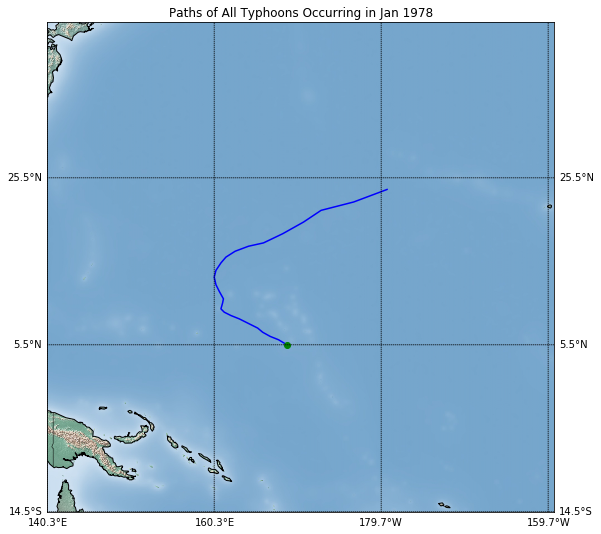 Paths of All Typhoons Occurring in Jan 1978
25.5°N 25.5°N
5.5°N 5.5°N
14.5°S 14.5°S
140.3°E 160.3°E 179.7°W 159.7°W